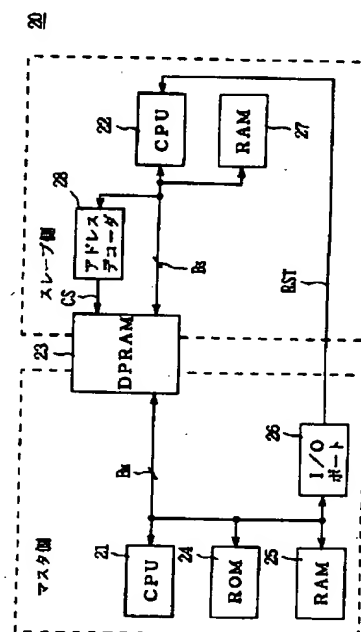 20
マスタ側
スレーブ側
21
CPU
24
ROM
25
RAM
26
I/O
ポート
Bm
23
DPRAM
CS
28
アドレス
デコーダ
Bs
22
CPU
RAM
27
RST